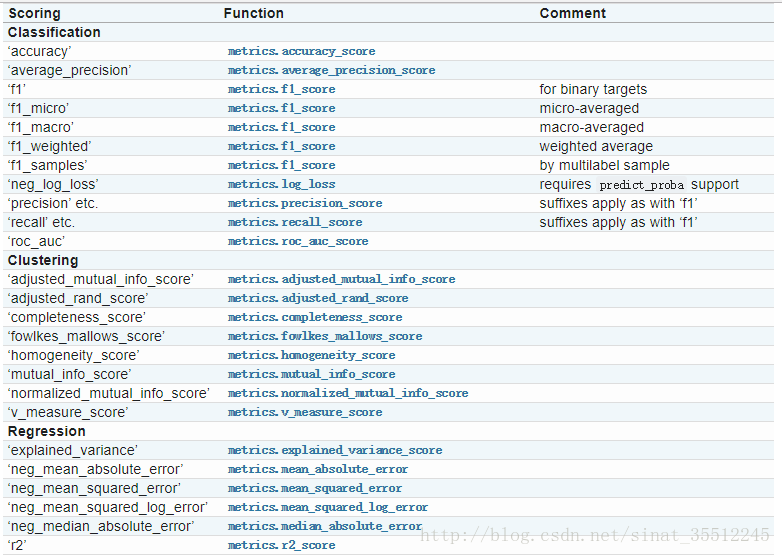 Scoring Function Comment
Classification
‘accuracy’ metrics.accuracy_score
‘average_precision’ metrics.average_precision_score
‘f1’ metrics.f1_score for binary targets
‘f1_micro’ metrics.f1_score micro-averaged
‘f1_macro’ metrics.f1_score macro-averaged
‘f1_weighted’ metrics.f1_score weighted average
‘f1_samples’ metrics.f1_score by multilabel sample
‘neg_log_loss’ metrics.log_loss requires predict_proba support
‘precision’ etc. metrics.precision_score suffixes apply as with ‘f1’
‘recall’ etc. metrics.recall_score suffixes apply as with ‘f1’
‘roc_auc’ metrics.roc_auc_score
Clustering
‘adjusted_mutual_info_score’ metrics.adjusted_mutual_info_score
‘adjusted_rand_score’ metrics.adjusted_rand_score
‘completeness_score’ metrics.completeness_score
‘fowlkes_mallows_score’ metrics.fowlkes_mallows_score
‘homogeneity_score’ metrics.homogeneity_score
‘mutual_info_score’ metrics.mutual_info_score
‘normalized_mutual_info_score’ metrics.normalized_mutual_info_score
‘v_measure_score’ metrics.v_measure_score
Regression
‘explained_variance’ metrics.explained_variance_score
‘neg_mean_absolute_error’ metrics.mean_absolute_error
‘neg_mean_squared_error’ metrics.mean_squared_error
‘neg_mean_squared_log_error’ metrics.mean_squared_log_error
‘neg_median_absolute_error’ metrics.median_absolute_error
http://blog.csdn.net/sinat_35512245
‘r2’ metrics.r2_score